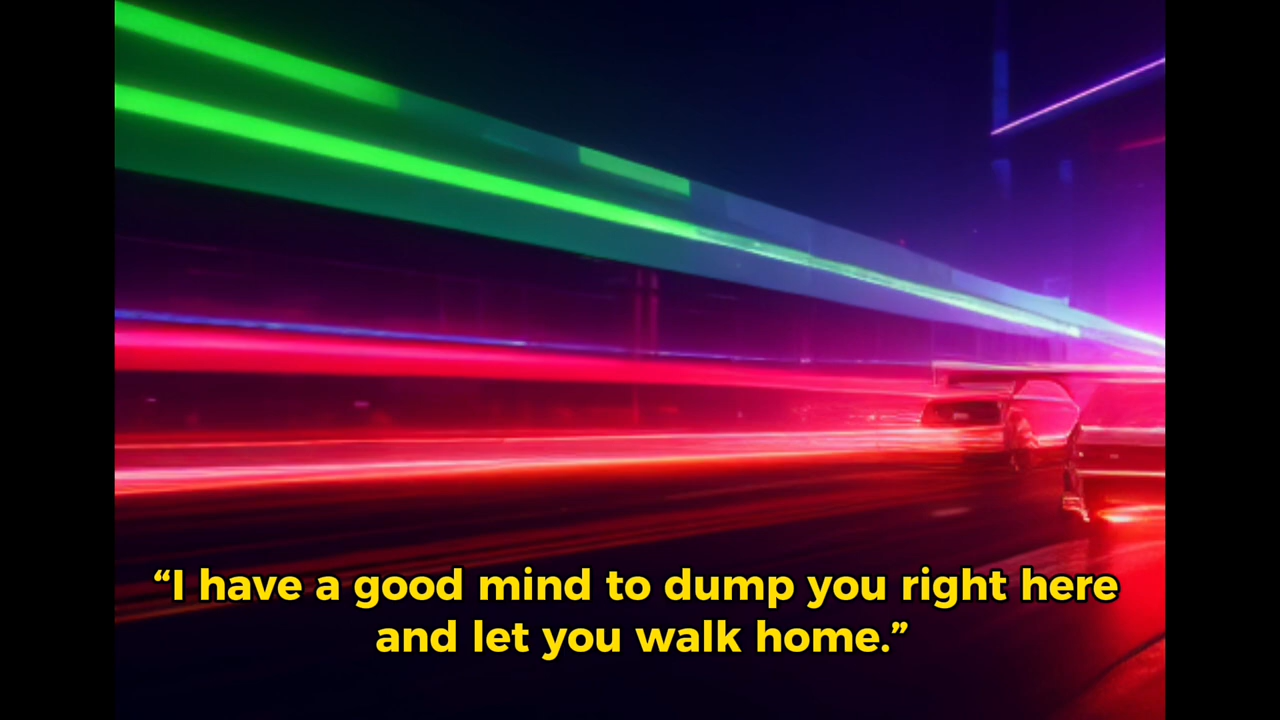 “I have a good mind to dump you right here
and let you walk home.”